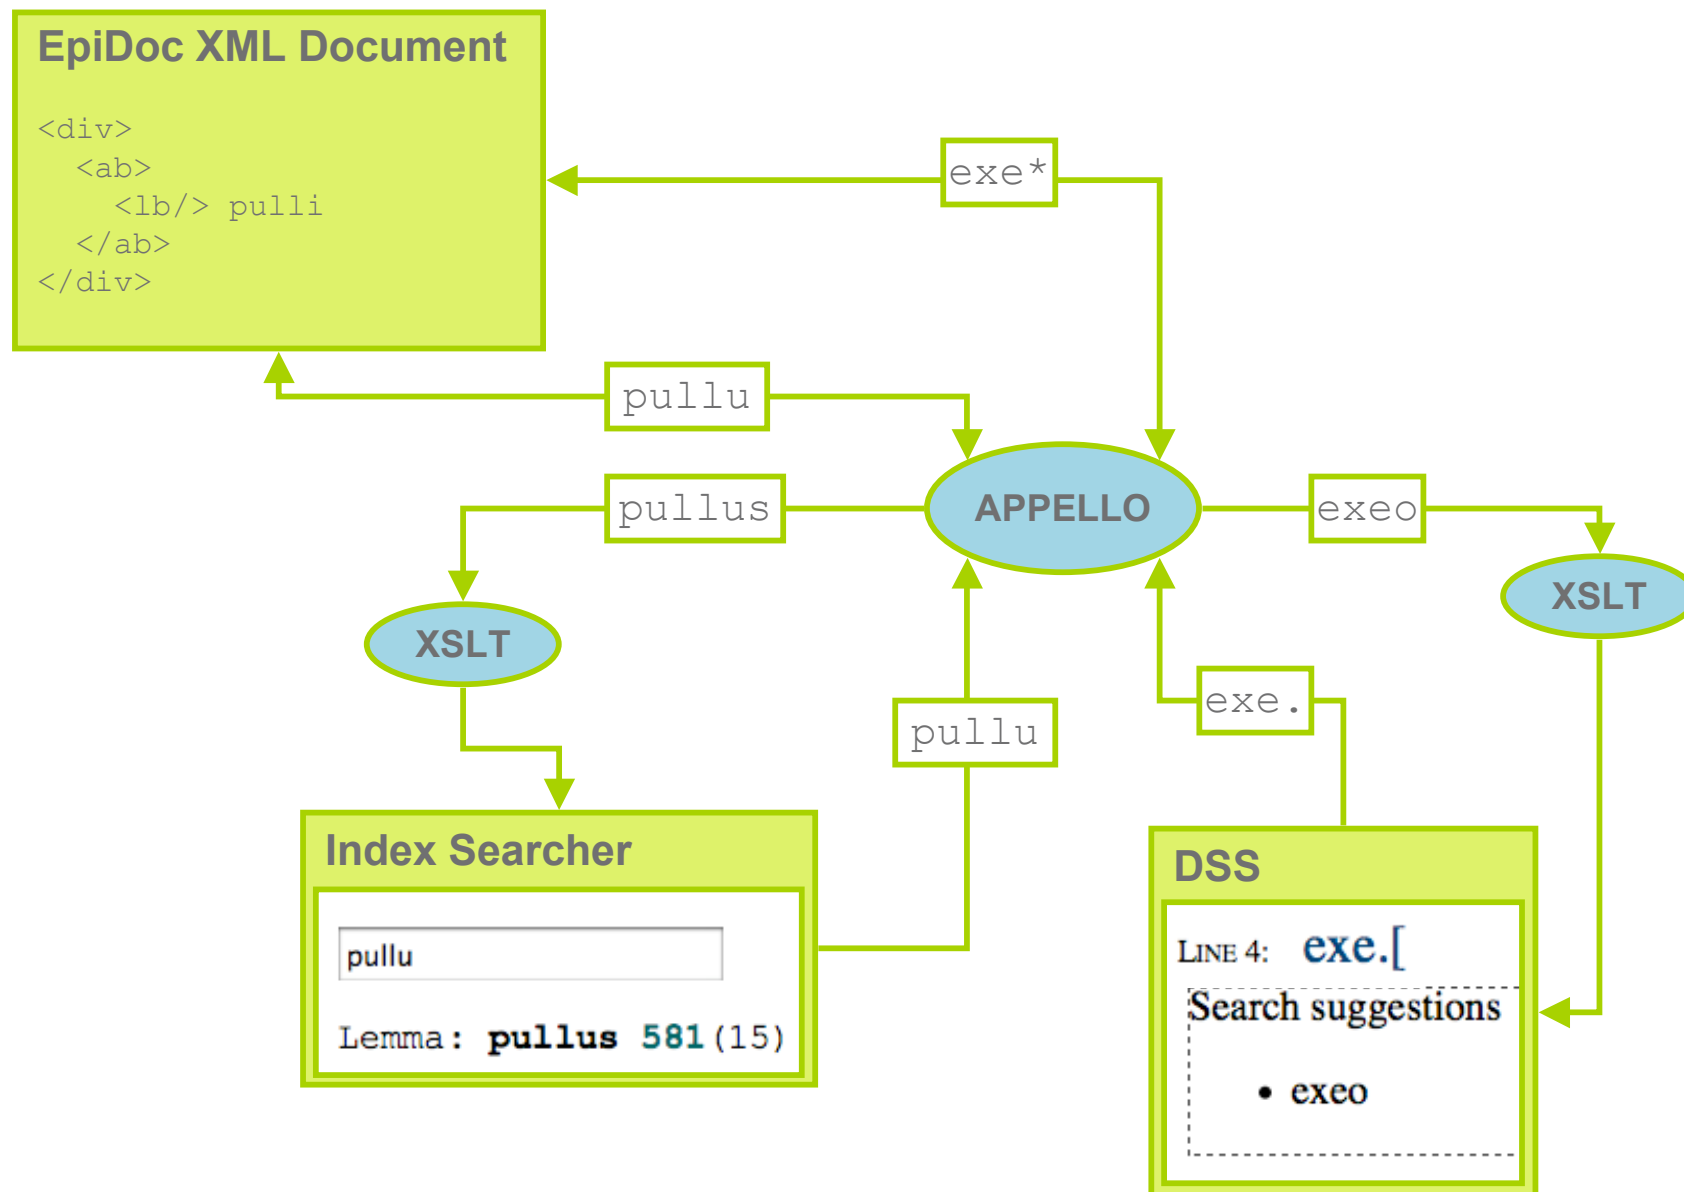 EpiDoc XML Document
<div>
  <ab>
    <lb/> pulli
  </ab>
</div>
exe*
pullu
pullus
APPELLO
exeo
XSLT
XSLT
exe.
pullu
Index Searcher
pullu
Lemma: pullus 581(15)
DSS
LINE 4: exe.[
Search suggestions
• exeo